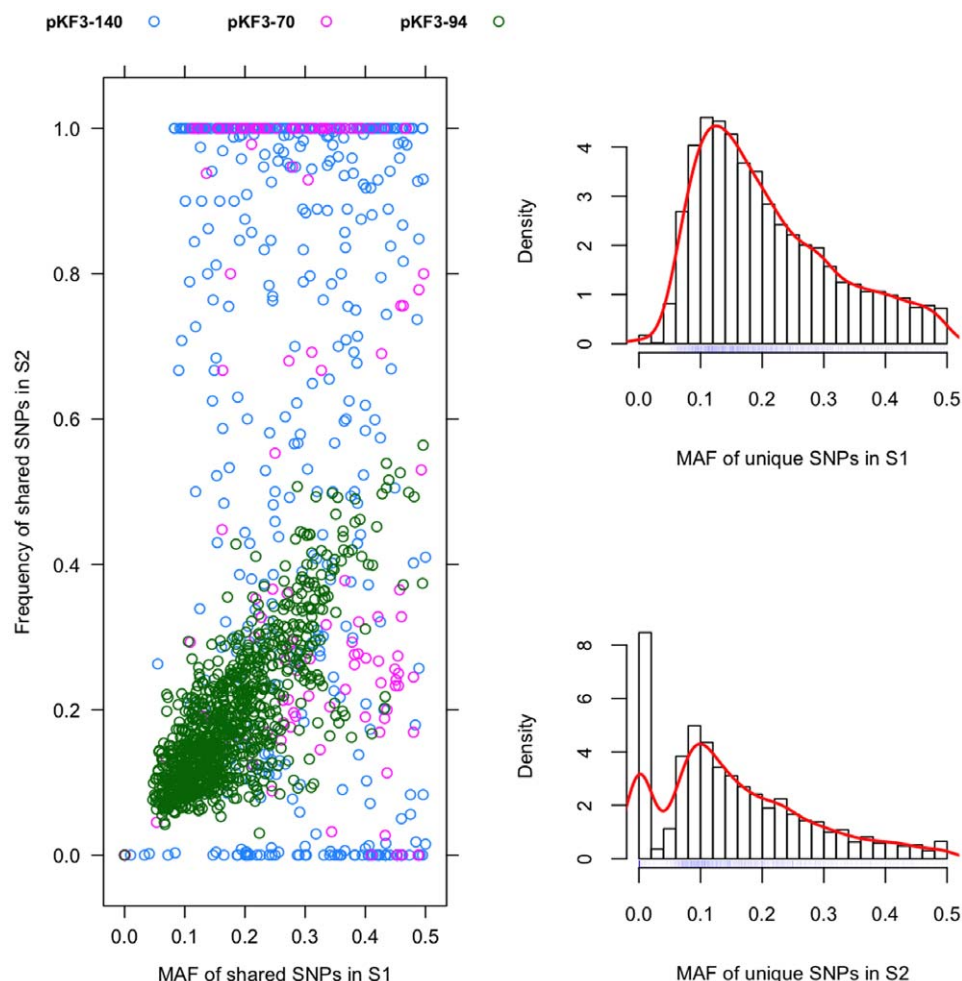 pKF3-140 pKF3-70 pKF3-94
Frequency of shared SNPs in S2
1.0
0.8
0.6
0.4
0.2
0.0
0.0 0.1 0.2 0.3 0.4 0.5
MAF of shared SNPs in S1
Density
4
3
2
1
0
0.0 0.1 0.2 0.3 0.4 0.5
MAF of unique SNPs in S1
Density
8
6
4
2
0
0.0 0.1 0.2 0.3 0.4 0.5
MAF of unique SNPs in S2